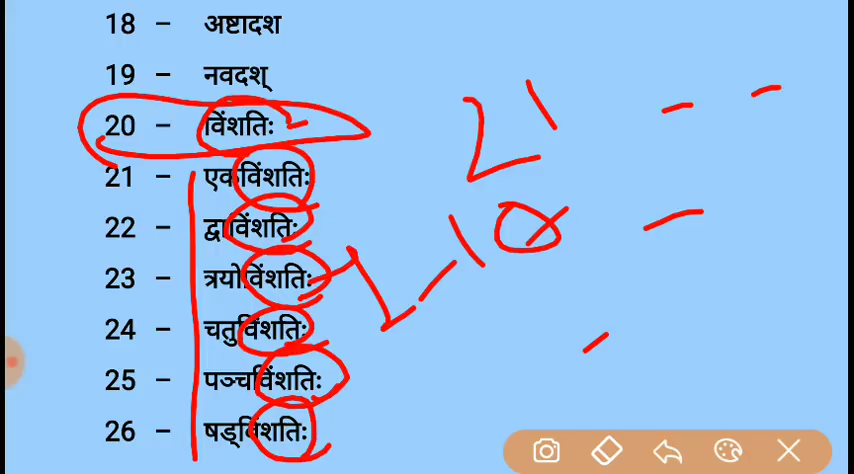 18 – अष्टादश
19 – नवदश्
20 – विंशतिः
21 – एकविंशतिः
22 – द्वाविंशतिः
23 – त्रयोविंशतिः
24 – चतुविंशतिः
25 – पञ्चविंशतिः
26 – षड्विंशतिः